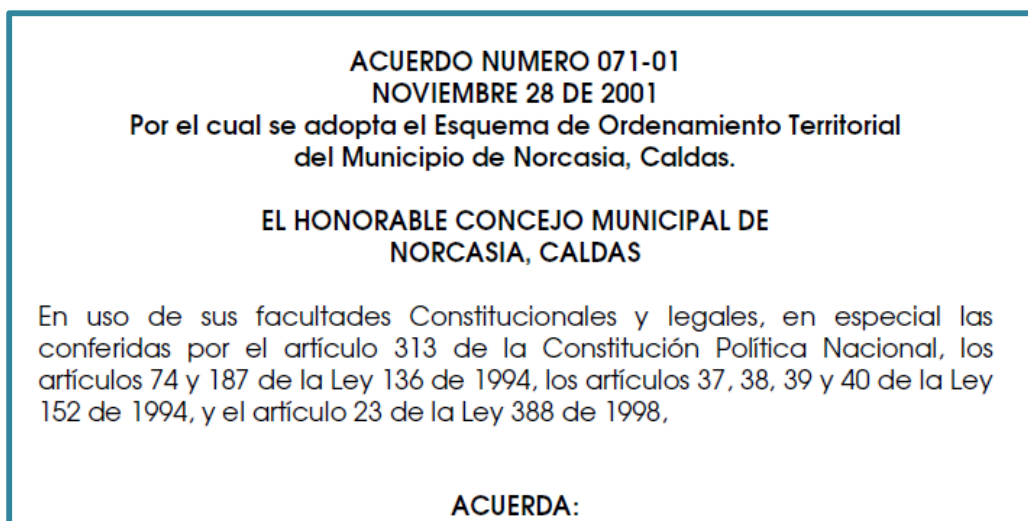 ACUERDO NUMERO 071-01
NOVIEMBRE 28 DE 2001
Por el cual se adopta el Esquema de Ordenamiento Territorial
del Municipio de Norcasia, Caldas.
EL HONORABLE CONCEJO MUNICIPAL DE
NORCASIA, CALDAS
En uso de sus facultades Constitucionales y legales, en especial las
conferidas por el artículo 313 de la Constitución Política Nacional, los
artículos 74 y 187 de la Ley 136 de 1994, los artículos 37, 38, 39 y 40 de la Ley
152 de 1994, y el artículo 23 de la Ley 388 de 1998,
ACUERDA: